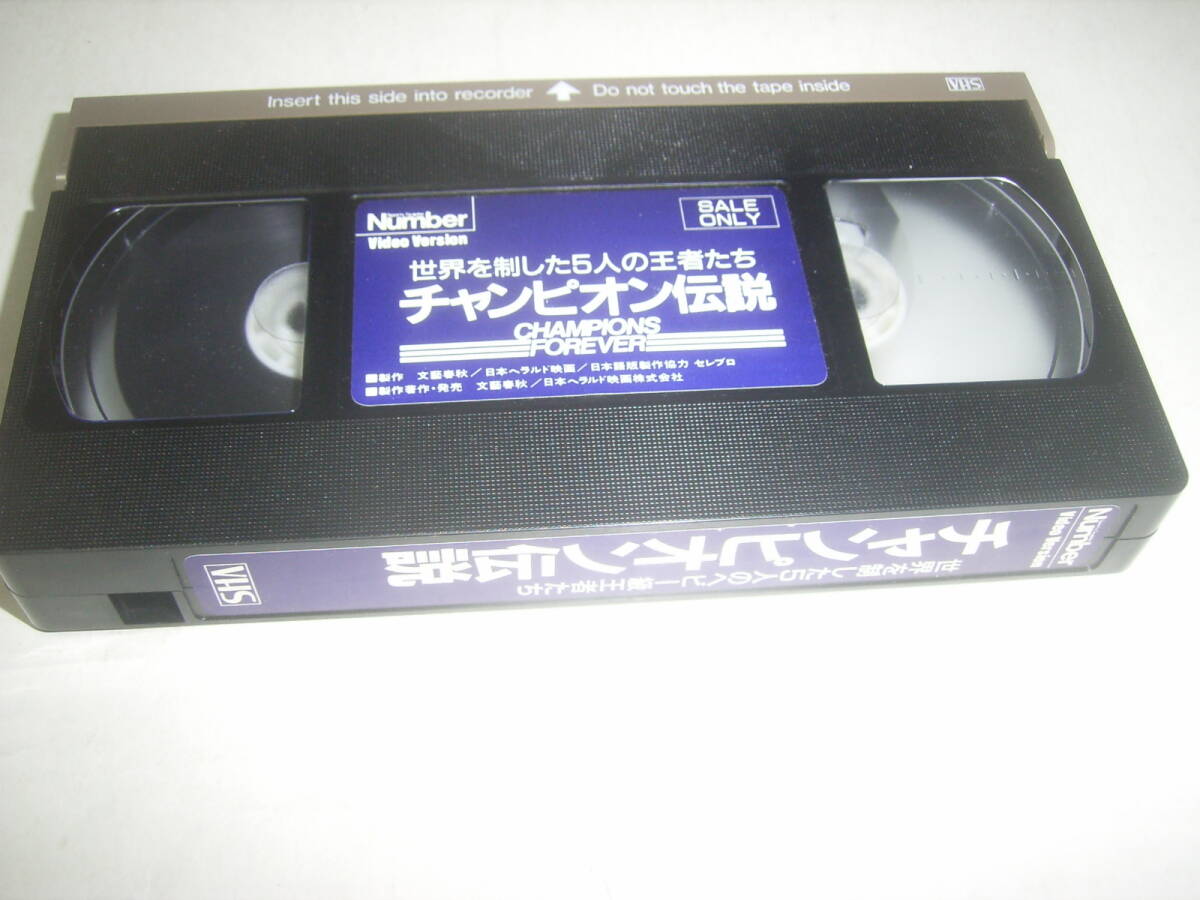 Insert this side into recorder Do not touch the tape inside
VHS
Number
Video Version
SALE
ONLY
世界を制した5人の王者たち
チャンピオン伝説
CHAMPIONS
FOREVER
■製作 文藝春秋/日本ヘラルド映画/日本語版製作協力 セレブロ
■製作著作・発売 文藝春秋/日本ヘラルド映画株式会社
Number
Video Version
世界を制した5人のヘビー級王者たち
チャンピオン伝説
VHS